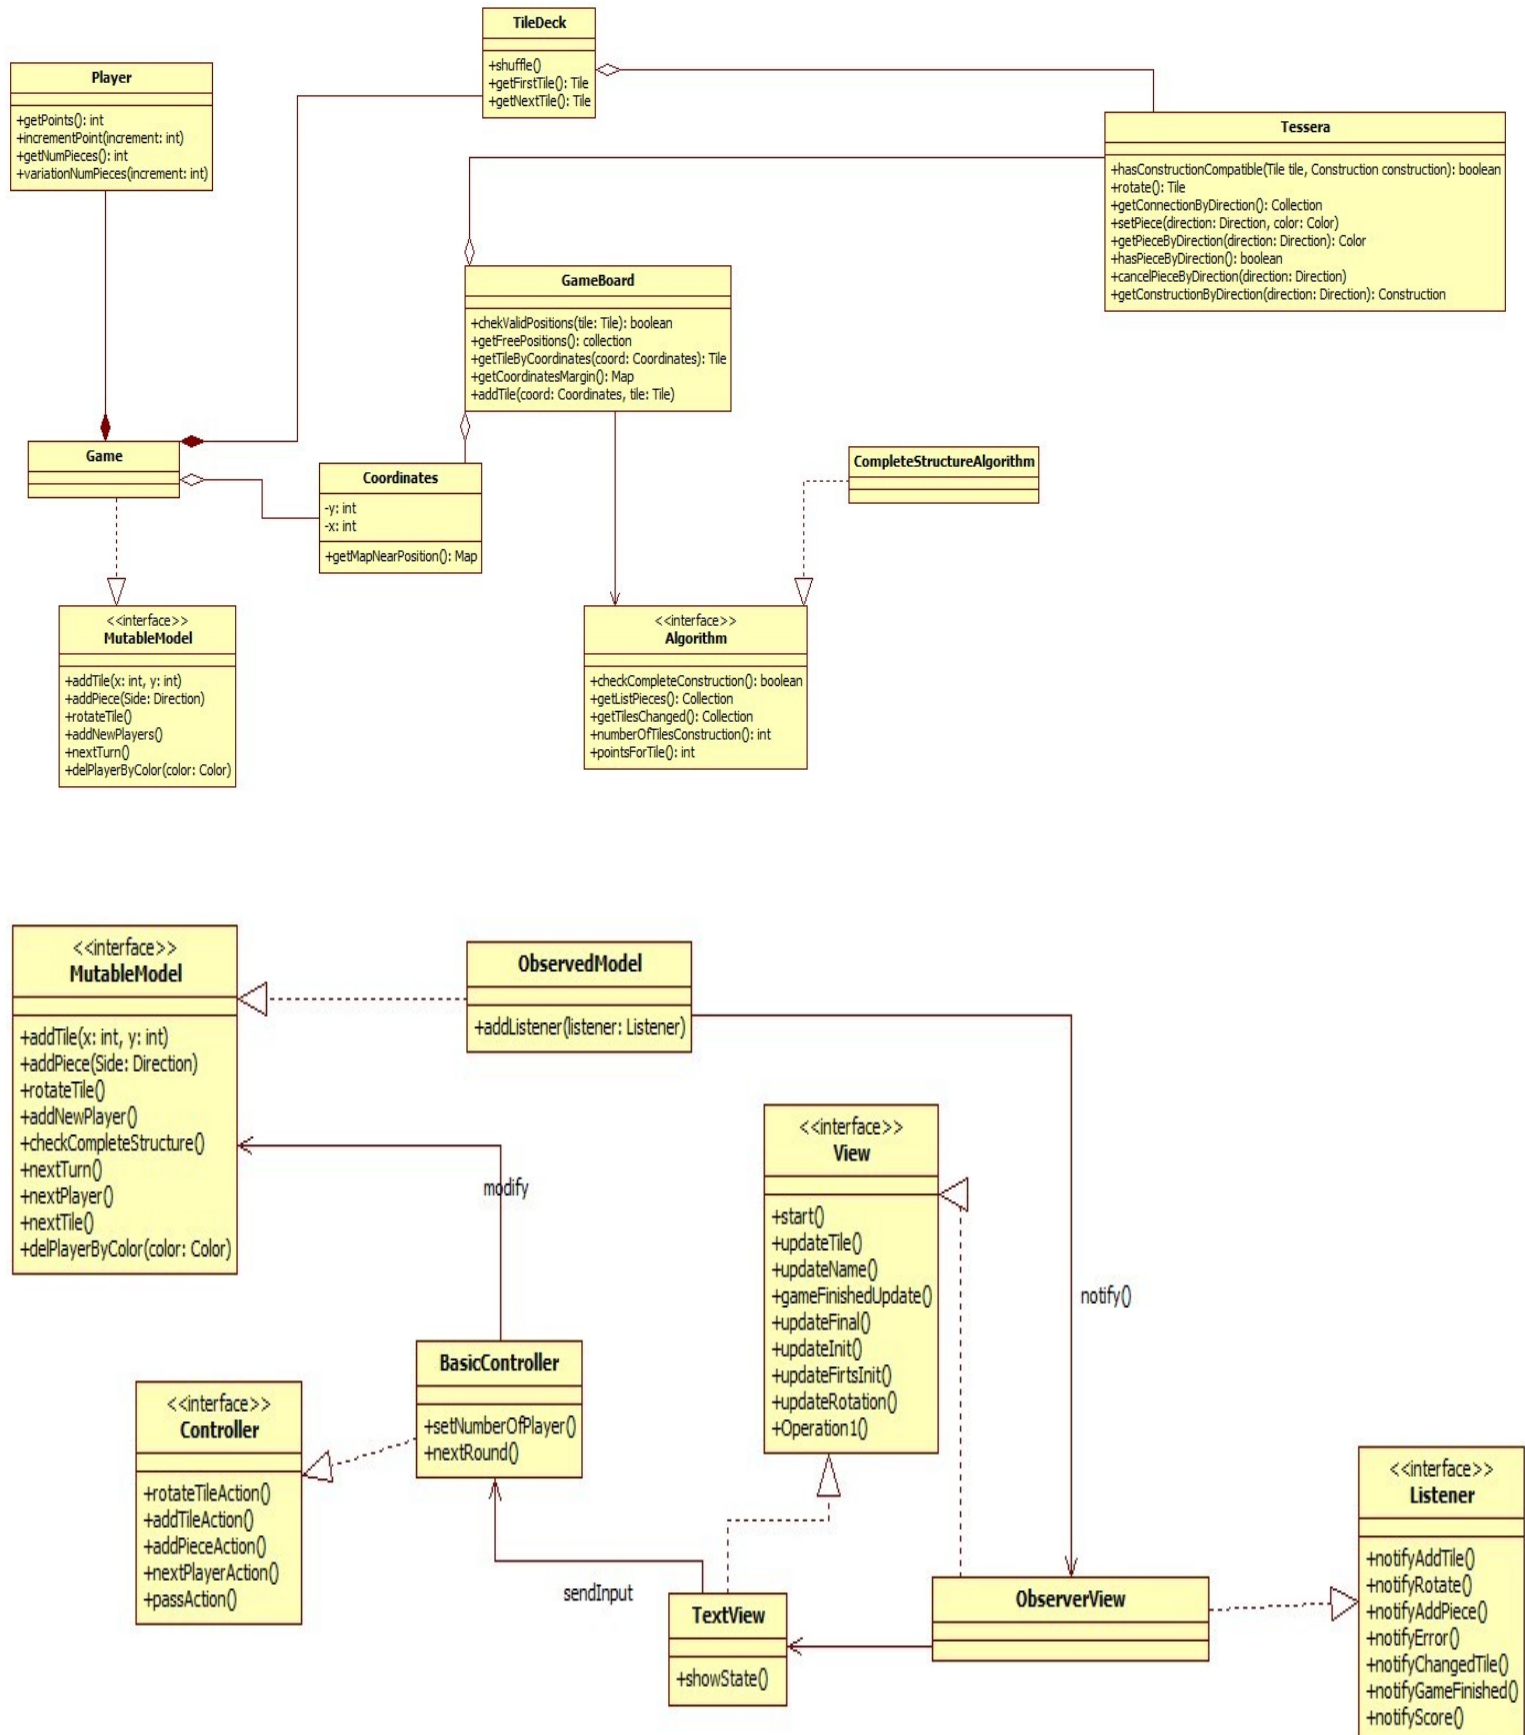 TileDeck
+shuffle()
+getFirstTile(): Tile
+getNextTile(): Tile
Player
+getPoints(): int
+incrementPoint(increment: int)
+getNumPieces(): int
+variationNumPieces(increment: int)
Tessera
+hasConstructionCompatible(Tile tile, Construction construction): boolean
+rotate(): Tile
+getConnectionByDirection(): Collection
+setPiece(direction: Direction, color: Color)
+getPieceByDirection(direction: Direction): Color
+hasPieceByDirection(): boolean
+cancelPieceByDirection(direction: Direction)
+getConstructionByDirection(direction: Direction): Construction
GameBoard
+chekValidPositions(tile: Tile): boolean
+getFreePositions(): collection
+getTileByCoordinates(coord: Coordinates): Tile
+getCoordinatesMargin(): Map
+addTile(coord: Coordinates, tile: Tile)
Game
Coordinates
-y: int
-x: int
+getMapNearPosition(): Map
CompleteStructureAlgorithm
<<interface>>
MutableModel
+addTile(x: int, y: int)
+addPiece(Side: Direction)
+rotateTile()
+addNewPlayers()
+nextTurn()
+delPlayerByColor(color: Color)
<<interface>>
Algorithm
+checkCompleteConstruction(): boolean
+getListPieces(): Collection
+getTilesChanged(): Collection
+numberOfTilesConstruction(): int
+pointsForTile(): int
<<interface>>
MutableModel
+addTile(x: int, y: int)
+addPiece(Side: Direction)
+rotateTile()
+addNewPlayer()
+checkCompleteStructure()
+nextTurn()
+nextPlayer()
+nextTile()
+delPlayerByColor(color: Color)
ObservedModel
+addListener(listener: Listener)
modify
<<interface>>
View
+start()
+updateTile()
+updateName()
+gameFinishedUpdate()
+updateFinal()
+updateInit()
+updateFirtsInit()
+updateRotation()
+Operation1()
notify()
BasicController
+setNumberOfPlayer()
+nextRound()
<<interface>>
Controller
+rotateTileAction()
+addTileAction()
+addPieceAction()
+nextPlayerAction()
+passAction()
sendInput
TextView
+showState()
ObserverView
<<interface>>
Listener
+notifyAddTile()
+notifyRotate()
+notifyAddPiece()
+notifyError()
+notifyChangedTile()
+notifyGameFinished()
+notifyScore()